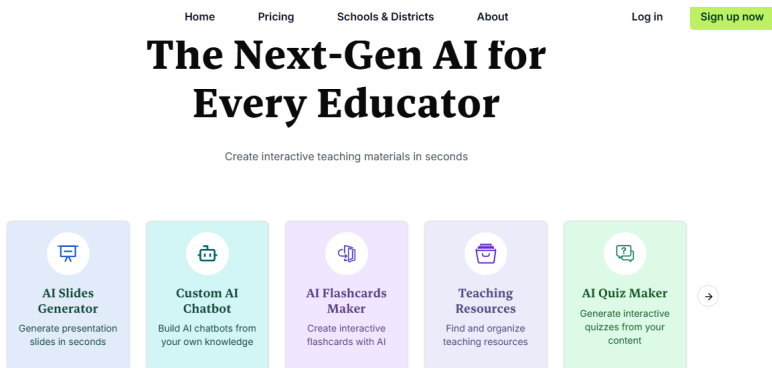 Home Pricing Schools & Districts About Log in Sign up now
The Next-Gen AI for
Every Educator
Create interactive teaching materials in seconds
AI Slides
Generator
Generate presentation
slides in seconds
Custom AI
Chatbot
Build AI chatbots from
your own knowledge
AI Flashcards
Maker
Create interactive
flashcards with AI
Teaching
Resources
Find and organize
teaching resources
AI Quiz Maker
Generate interactive
quizzes from your
content